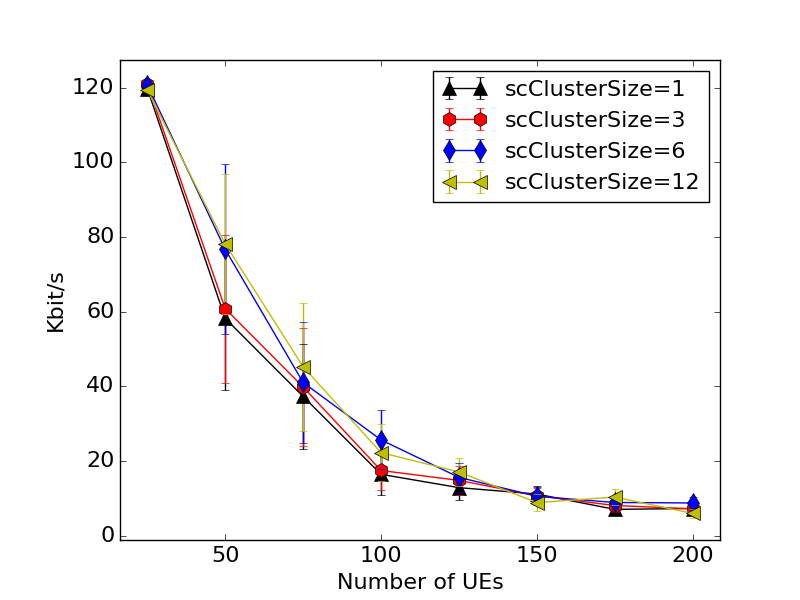 120
100
80
60
40
20
0
Kbit/s
scClusterSize=1
scClusterSize=3
scClusterSize=6
scClusterSize=12
50
100
150
200
Number of UEs